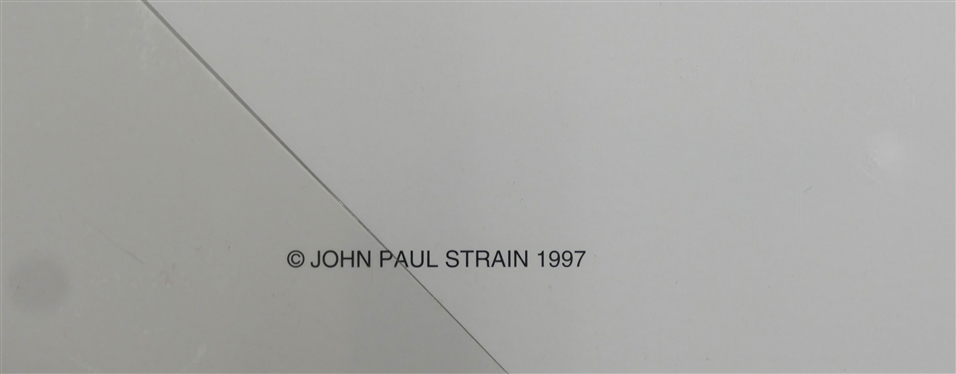 © JOHN PAUL STRAIN 1997